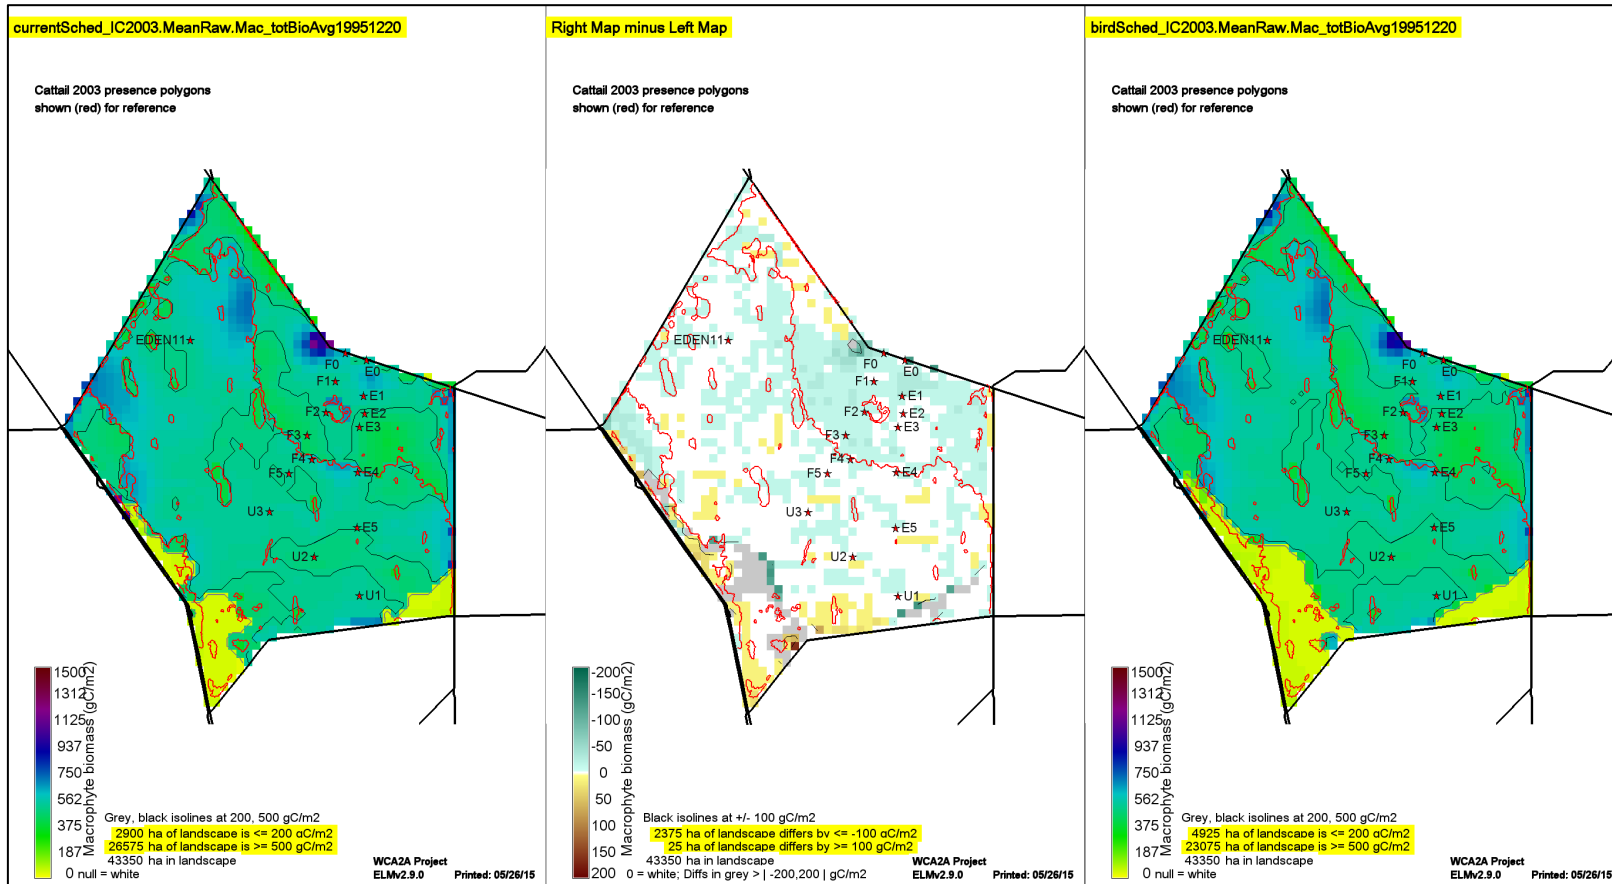 currentSched_IC2003.MeanRaw.Mac_totBioAvg19951220
Cattail 2003 presence polygons
shown (red) for reference
EDEN11
F0
E0
F1
E1
F2
E2
E3
F3
F4
E4
F5
U3
E5
U2
U1
1500
1312
1125
937
750
562
375
187
0 null = white
Macrophyte biomass (gC/m2)
Grey, black isolines at 200, 500 gC/m2
2900 ha of landscape is <= 200 gC/m2
26575 ha of landscape is >= 500 gC/m2
43350 ha in landscape
WCA2A Project
ELMv2.9.0 Printed: 05/26/15
Right Map minus Left Map
Cattail 2003 presence polygons
shown (red) for reference
EDEN11
F0
E0
F1
E1
F2
E2
E3
F3
F4
E4
F5
U3
E5
U2
U1
-200
-150
-100
-50
0
50
100
150
200
Macrophyte biomass (gC/m2)
Black isolines at +/- 100 gC/m2
2375 ha of landscape differs by <= -100 gC/m2
25 ha of landscape differs by >= 100 gC/m2
43350 ha in landscape
0 = white; Diffs in grey > | -200,200 | gC/m2
WCA2A Project
ELMv2.9.0 Printed: 05/26/15
birdSched_IC2003.MeanRaw.Mac_totBioAvg19951220
Cattail 2003 presence polygons
shown (red) for reference
EDEN11
F0
E0
F1
E1
F2
E2
E3
F3
F4
E4
F5
U3
E5
U2
U1
1500
1312
1125
937
750
562
375
187
0 null = white
Macrophyte biomass (gC/m2)
Grey, black isolines at 200, 500 gC/m2
4925 ha of landscape is <= 200 gC/m2
23075 ha of landscape is >= 500 gC/m2
43350 ha in landscape
WCA2A Project
ELMv2.9.0 Printed: 05/26/15